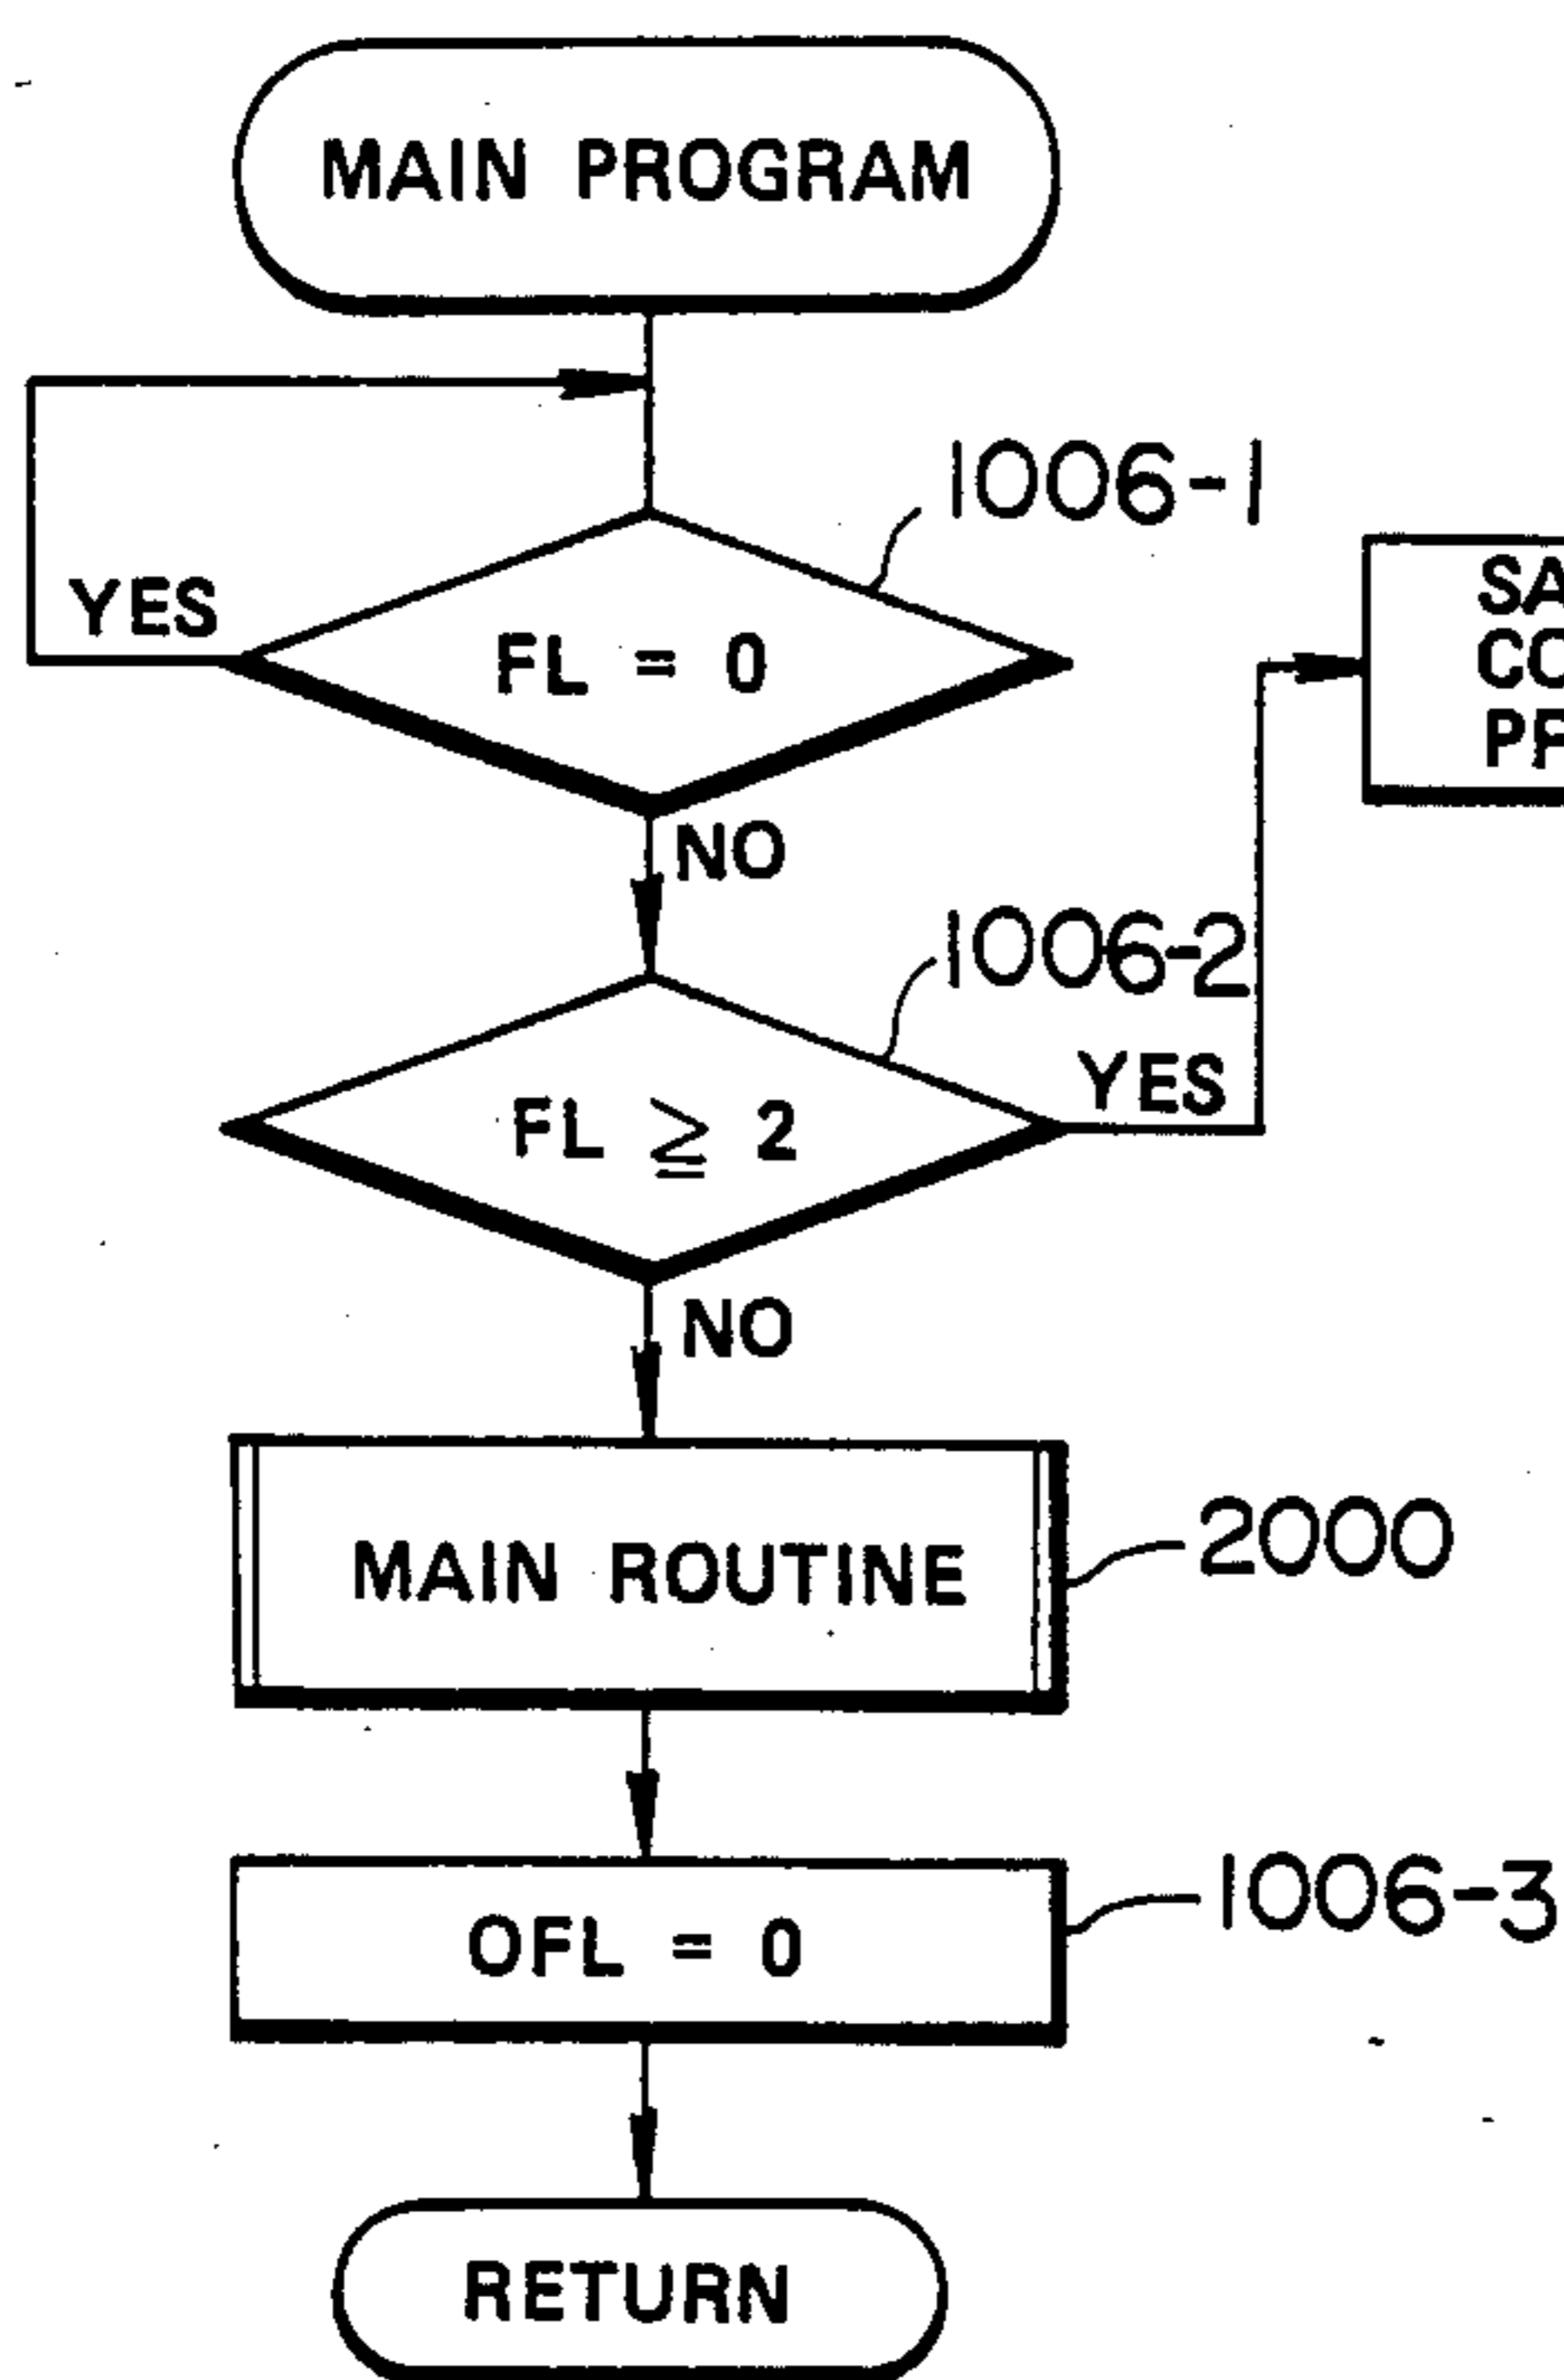 MAIN PROGRAM
1006-1
YES
FL = 0
NO
1006-2
YES
FL ≧ 2
NO
MAIN ROUTINE
2000
OFL = 0
1006-3
RETURN